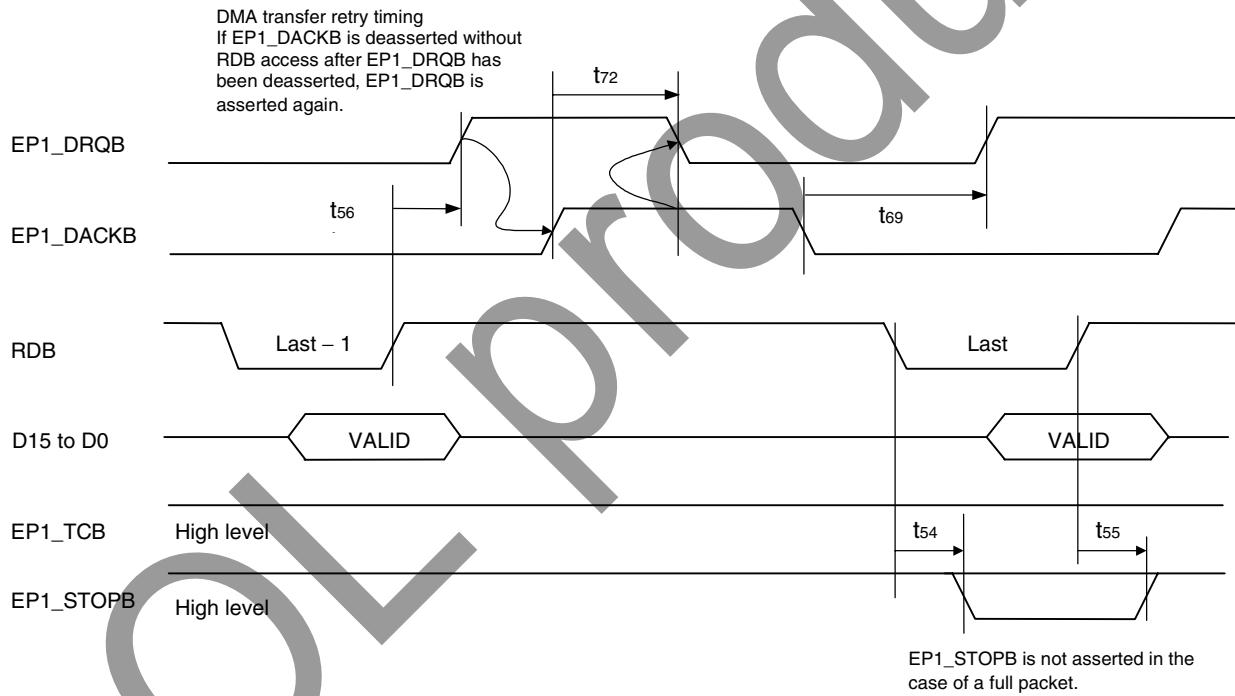 DMA transfer retry timing
If EP1_DACKB is deasserted without
RDB access after EP1_DRQB has
been deasserted, EP1_DRQB is
asserted again.
t72
EP1_DRQB
t56
t69
EP1_DACKB
RDB
Last – 1
Last
D15 to D0
VALID
VALID
EP1_TCB
High level
t54
t55
EP1_STOPB
High level
EP1_STOPB is not asserted in the
case of a full packet.
OL produ